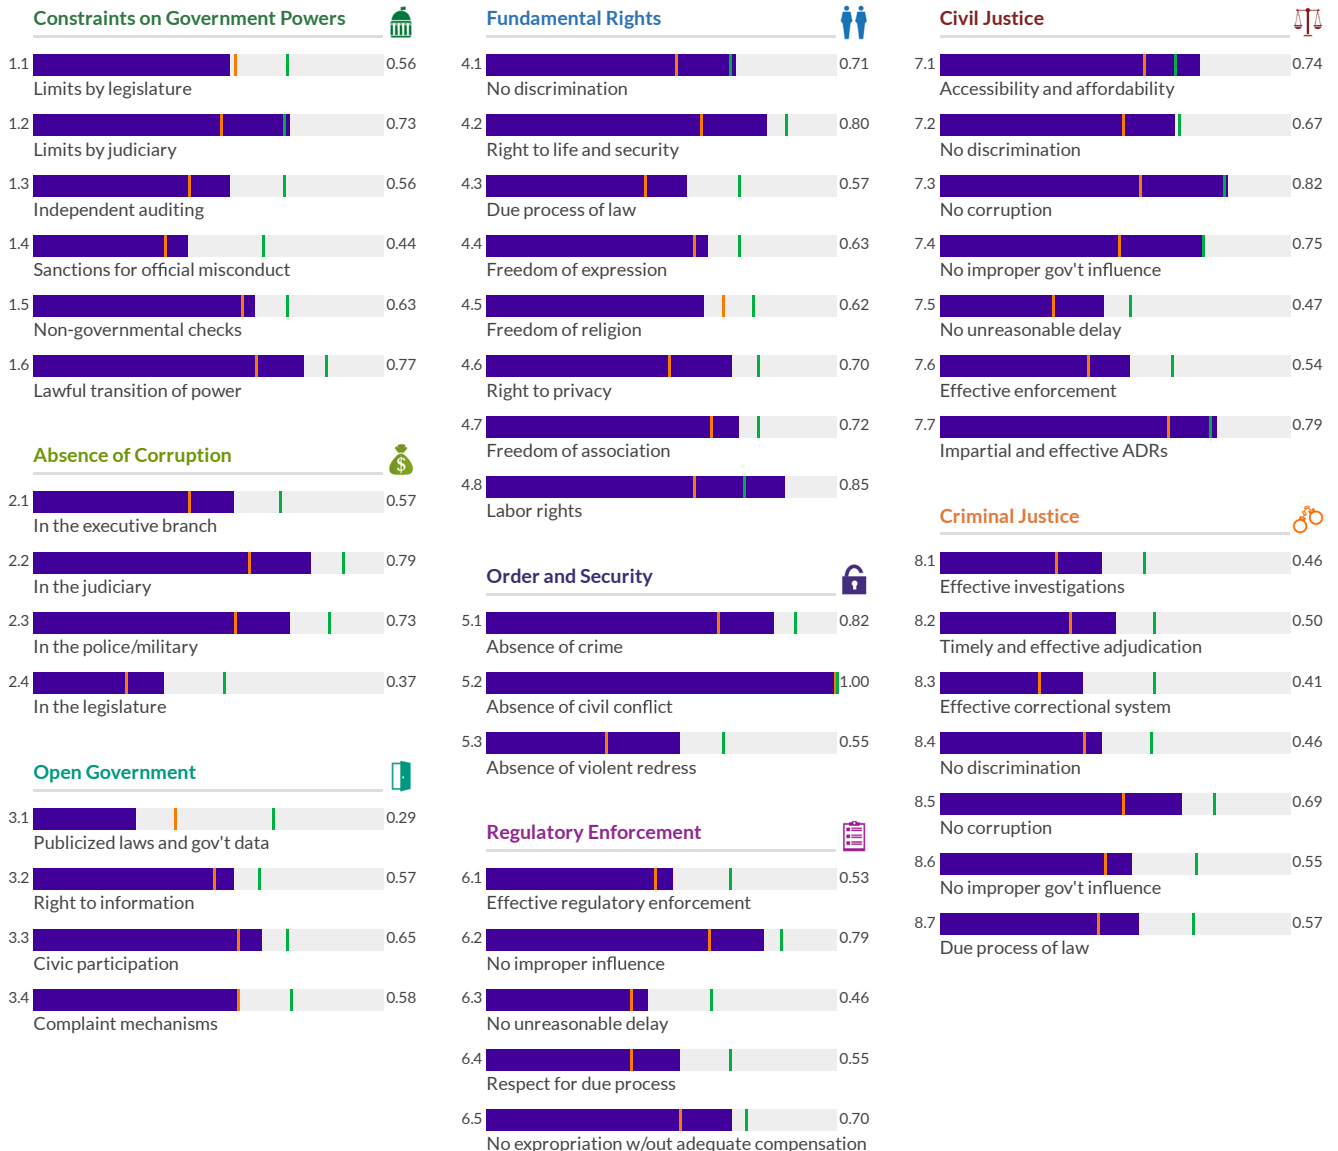 Constraints on Government Powers
1.1 0.56
Limits by legislature
1.2 0.73
Limits by judiciary
1.3 0.56
Independent auditing
1.4 0.44
Sanctions for official misconduct
1.5 0.63
Non-governmental checks
1.6 0.77
Lawful transition of power
Absence of Corruption
$
2.1 0.57
In the executive branch
2.2 0.79
In the judiciary
2.3 0.73
In the police/military
2.4 0.37
In the legislature
Open Government
3.1 0.29
Publicized laws and gov't data
3.2 0.57
Right to information
3.3 0.65
Civic participation
3.4 0.58
Complaint mechanisms
Fundamental Rights
4.1 0.71
No discrimination
4.2 0.80
Right to life and security
4.3 0.57
Due process of law
4.4 0.63
Freedom of expression
4.5 0.62
Freedom of religion
4.6 0.70
Right to privacy
4.7 0.72
Freedom of association
4.8 0.85
Labor rights
Order and Security
5.1 0.82
Absence of crime
5.2 1.00
Absence of civil conflict
5.3 0.55
Absence of violent redress
Regulatory Enforcement
6.1 0.53
Effective regulatory enforcement
6.2 0.79
No improper influence
6.3 0.46
No unreasonable delay
6.4 0.55
Respect for due process
6.5 0.70
No expropriation w/out adequate compensation
Civil Justice
7.1 0.74
Accessibility and affordability
7.2 0.67
No discrimination
7.3 0.82
No corruption
7.4 0.75
No improper gov't influence
7.5 0.47
No unreasonable delay
7.6 0.54
Effective enforcement
7.7 0.79
Impartial and effective ADRs
Criminal Justice
8.1 0.46
Effective investigations
8.2 0.50
Timely and effective adjudication
8.3 0.41
Effective correctional system
8.4 0.46
No discrimination
8.5 0.69
No corruption
8.6 0.55
No improper gov't influence
8.7 0.57
Due process of law